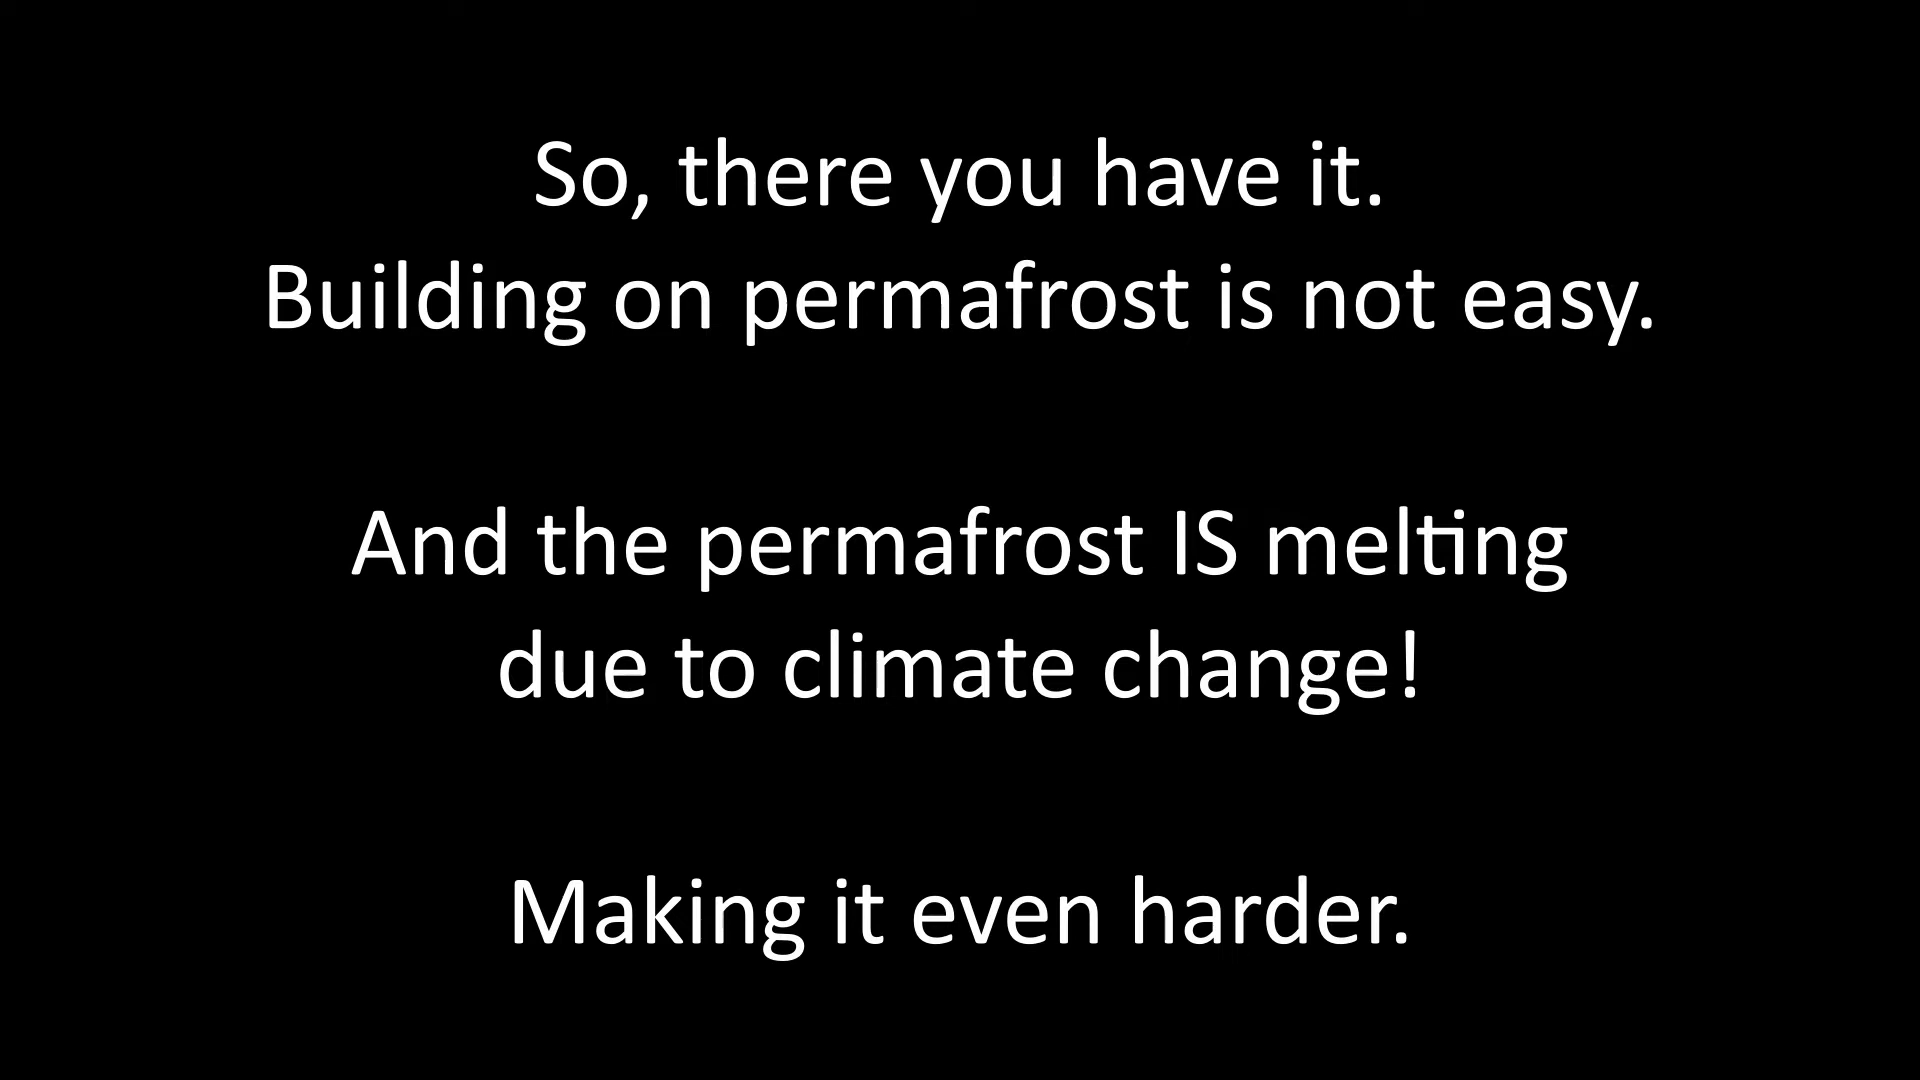 So, there you have it.
Building on permafrost is not easy.
And the permafrost IS melting
due to climate change!
Making it even harder.